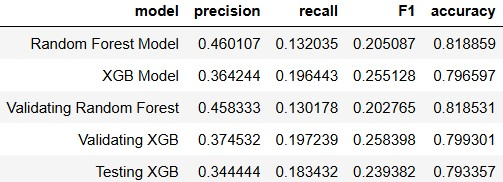 model precision recall F1 accuracy
Random Forest Model 0.460107 0.132035 0.205087 0.818859
XGB Model 0.364244 0.196443 0.255128 0.796597
Validating Random Forest 0.458333 0.130178 0.202765 0.818531
Validating XGB 0.374532 0.197239 0.258398 0.799301
Testing XGB 0.344444 0.183432 0.239382 0.793357